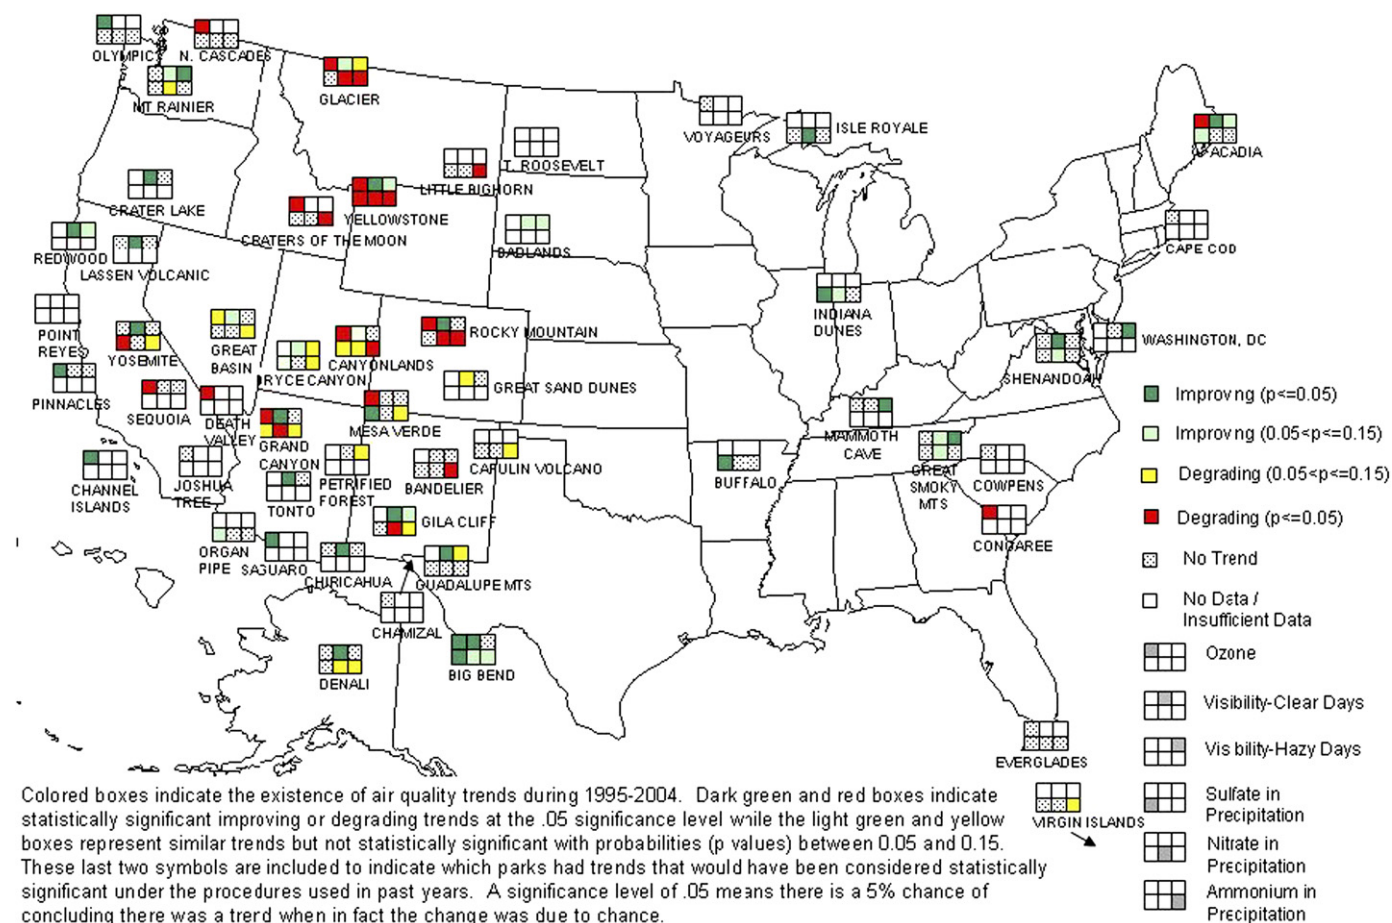 OLYMPIC
N. CASCADES
MT RAINIER
GLACIER
VOYAGEURS
ISLE ROYALE
T. ROOSEVELT
ACADIA
LITTLE BIGHORN
CRATER LAKE
YELLOWSTONE
CRATERS OF THE MOON
BADLANDS
CAPE COD
REDWOOD
LASSEN VOLCANIC
POINT
REYES
YOSEMITE
GREAT
BASIN
BRYCE CANYON
CANYONLANDS
ROCKY MOUNTAIN
INDIANA
DUNES
WASHINGTON, DC
SHENANDOAH
PINNACLES
SEQUOIA
DEATH
VALLEY
GREAT SAND DUNES
MESA VERDE
GRAND
CANYON
MAMMOTH
CAVE
CHANNEL
ISLANDS
JOSHUA
TREE
TONTO
PETRIFIED
FOREST
BANDELIER
CAPULIN VOLCANO
BUFFALO
GREAT
SMOKY
MTS
COWPENS
GILA CLIFF
CONGAREE
ORGAN
PIPE
SAGUARO
CHIRICAHUA
GUADALUPE MTS
CHAMIZAL
DENALI
BIG BEND
EVERGLADES
VIRGIN ISLANDS
Improvng (p<=0.05)
Improvng (0.05<p<=0.15)
Degrading (0.05<p<=0.15)
Degrading (p<=0.05)
No Trend
No Data /
Insufficient Data
Ozone
Visibility-Clear Days
Vis bility-Hazy Days
Sulfate in
Precipitation
Nitrate in
Precipitation
Ammonium in
Precipitation
Colored boxes indicate the existence of air quality trends during 1995-2004. Dark green and red boxes indicate
statistically significant improving or degrading trends at the .05 significance level while the light green and yellow
boxes represent similar trends but not statistically significant with probabilities (p values) between 0.05 and 0.15.
These last two symbols are included to indicate which parks had trends that would have been considered statistically
significant under the procedures used in past years. A significance level of .05 means there is a 5% chance of
concluding there was a trend when in fact the change was due to chance.